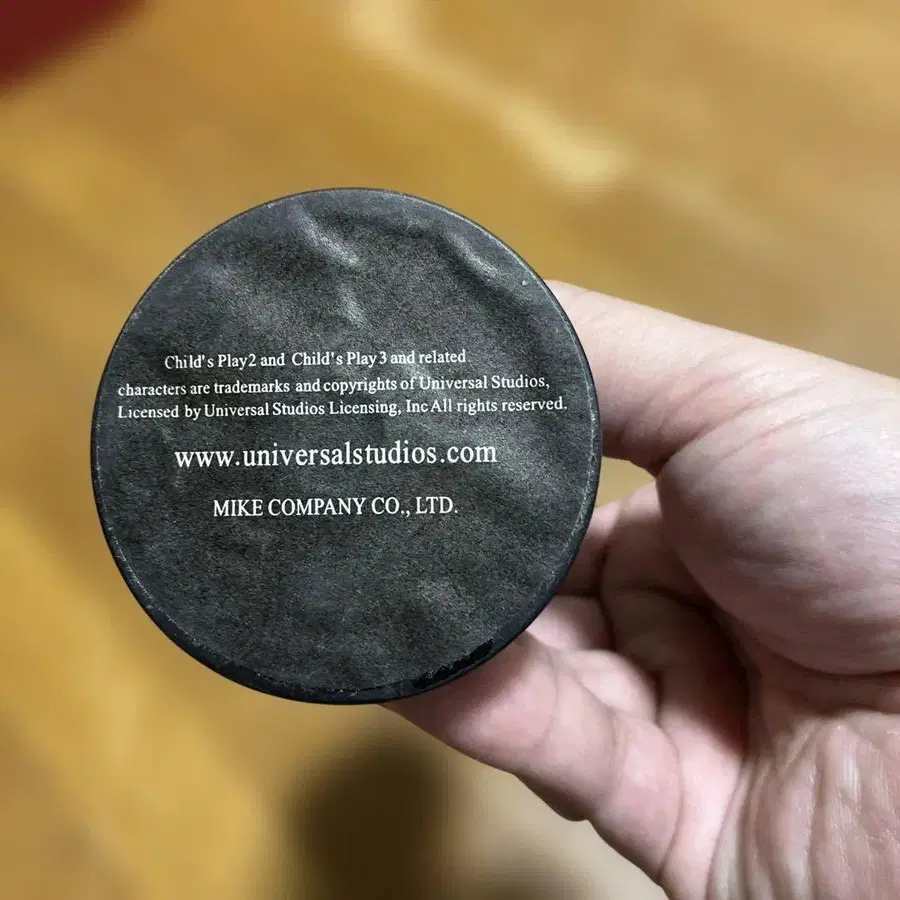 Child's Play2 and Child's Play3 and related
characters are trademarks and copyrights of Universal Studios,
Licensed by Universal Studios Licensing, Inc All rights reserved.
www.universalstudios.com
MIKE COMPANY CO., LTD.